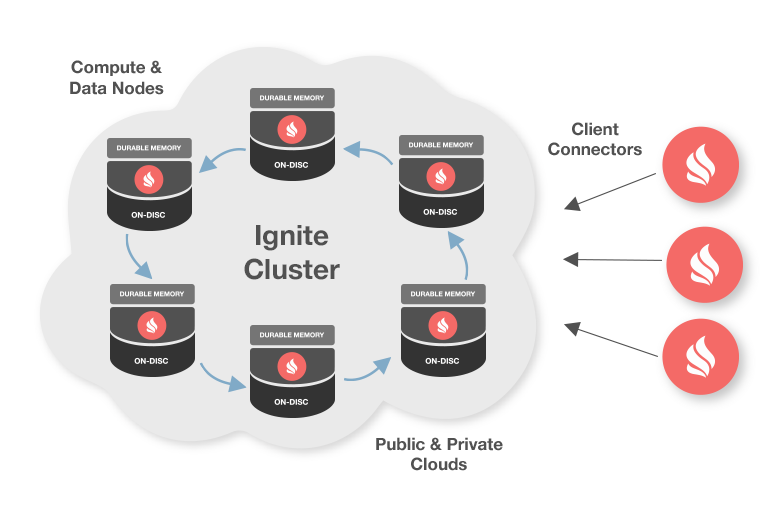 Compute &
Data Nodes
DURABLE MEMORY
ON-DISC
DURABLE MEMORY
ON-DISC
DURABLE MEMORY
ON-DISC
Client
Connectors
Ignite
Cluster
DURABLE MEMORY
ON-DISC
DURABLE MEMORY
ON-DISC
DURABLE MEMORY
ON-DISC
Public & Private
Clouds